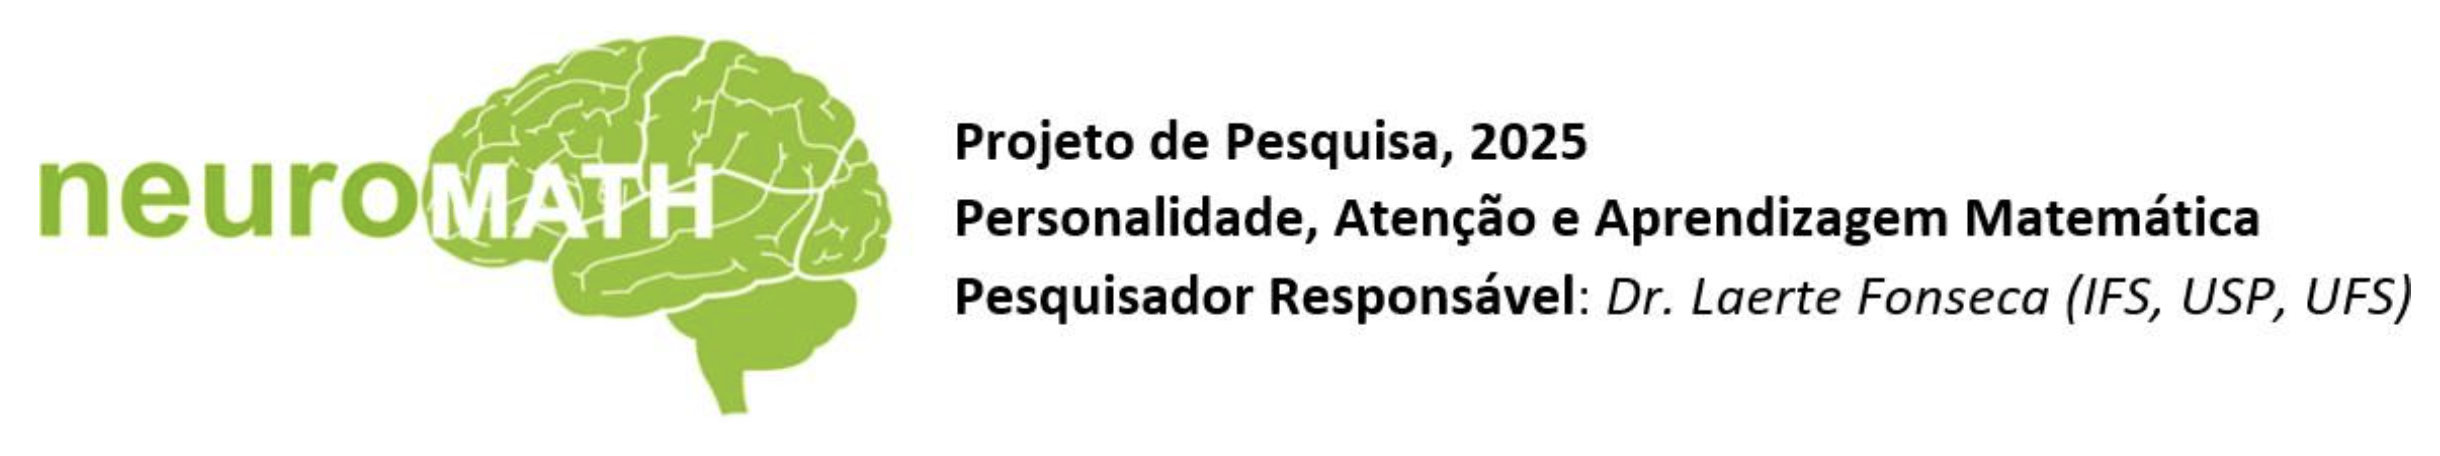 neuroMATH
Projeto de Pesquisa, 2025
Personalidade, Atenção e Aprendizagem Matemática
Pesquisador Responsável: Dr. Laerte Fonseca (IFS, USP, UFS)